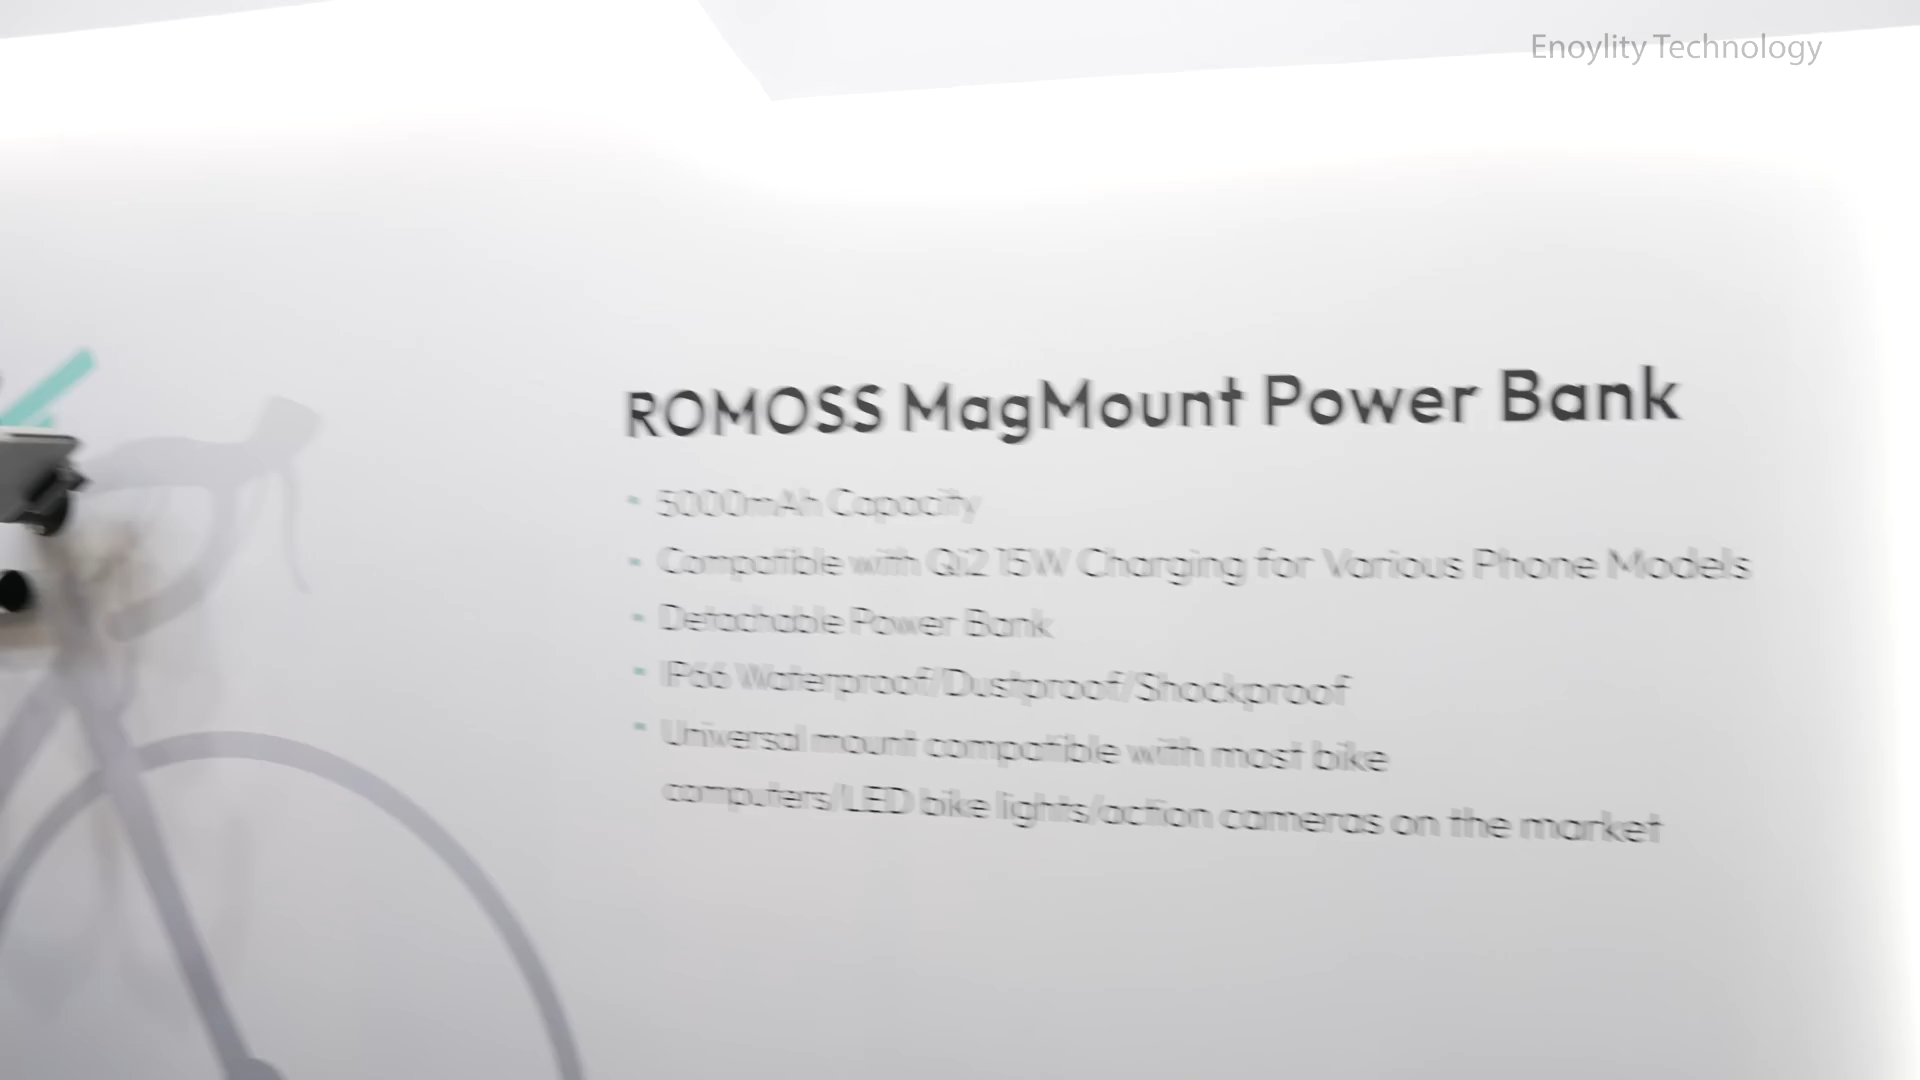 Enoylity Technology
ROMOSS MagMount Power Bank
5000mAh Capacity
Compatible with Qi2 15W Charging for Various Phone Models
Detachable Power Bank
IP66 Waterproof/Dustproof/Shockproof
Universal mount compatible with most bike
computers/LED bike lights/action cameras on the market